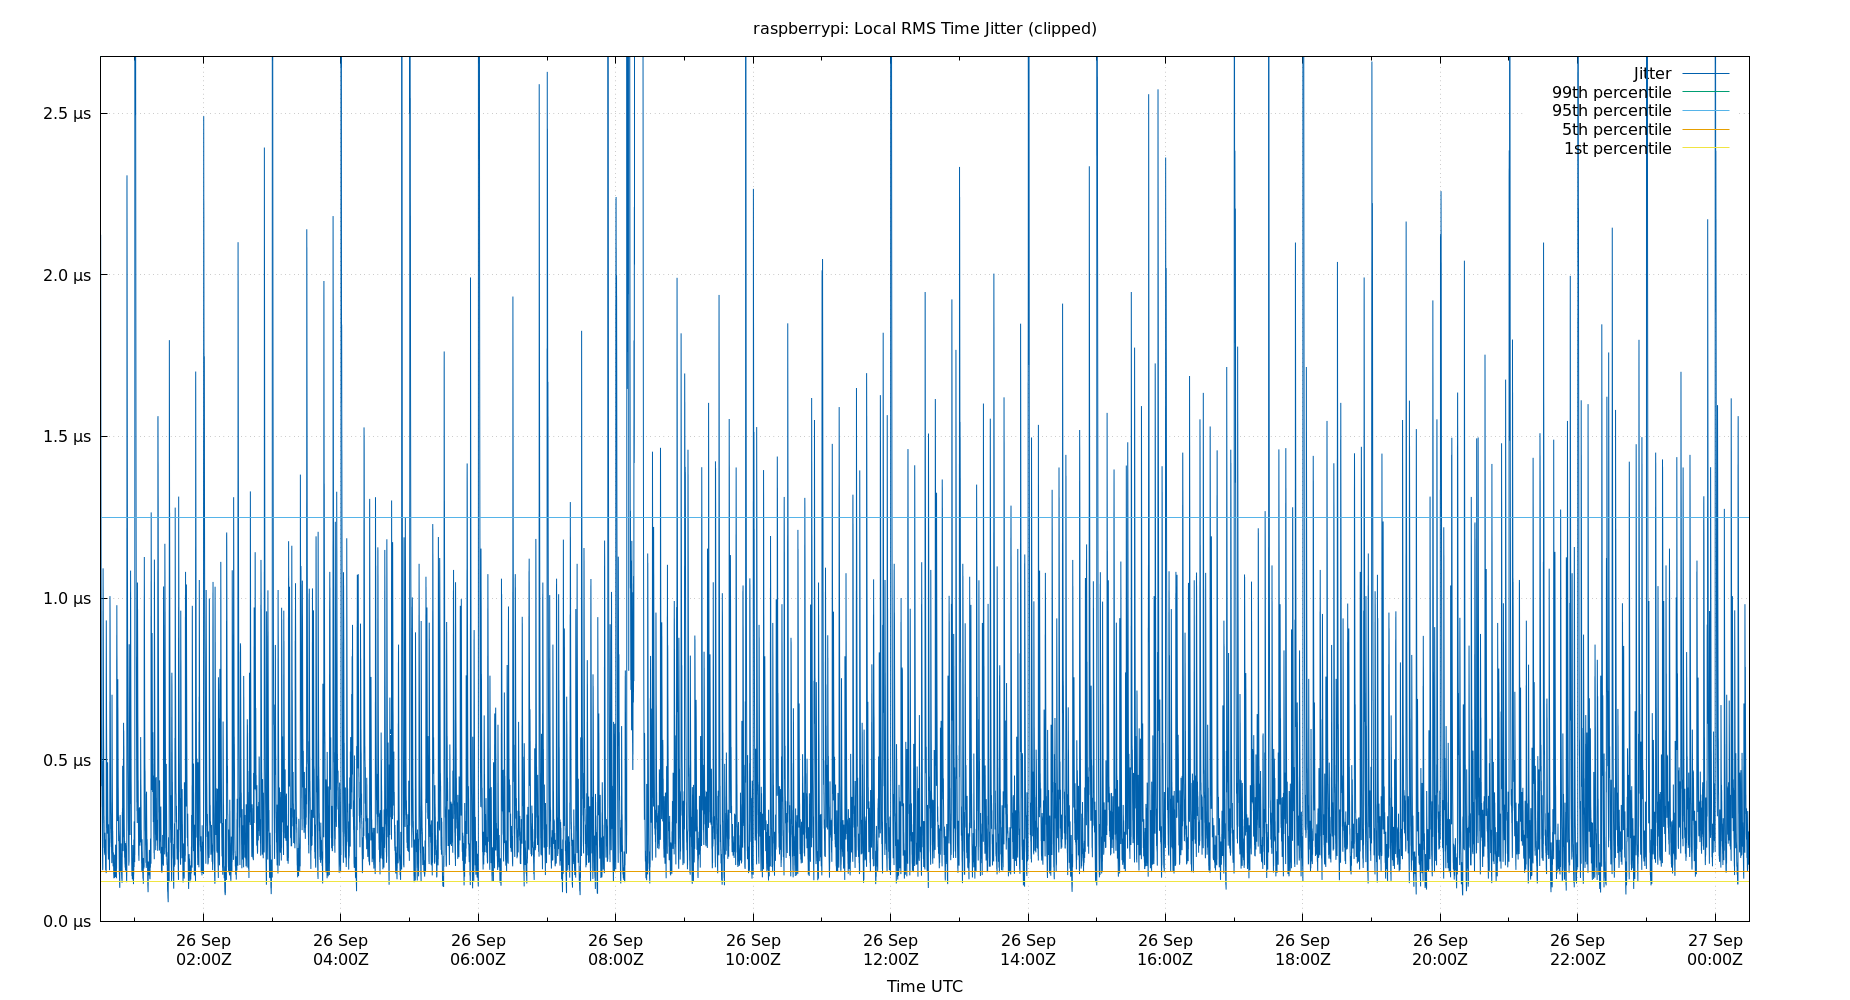 raspberrypi: Local RMS Time Jitter (clipped)
Jitter
99th percentile
95th percentile
5th percentile
1st percentile
2.5 µs
2.0 µs
1.5 µs
1.0 µs
0.5 µs
0.0 µs
26 Sep 26 Sep 26 Sep 26 Sep 26 Sep 26 Sep 26 Sep 26 Sep 26 Sep 26 Sep 26 Sep 27 Sep
02:00Z 04:00Z 06:00Z 08:00Z 10:00Z 12:00Z 14:00Z 16:00Z 18:00Z 20:00Z 22:00Z 00:00Z
Time UTC